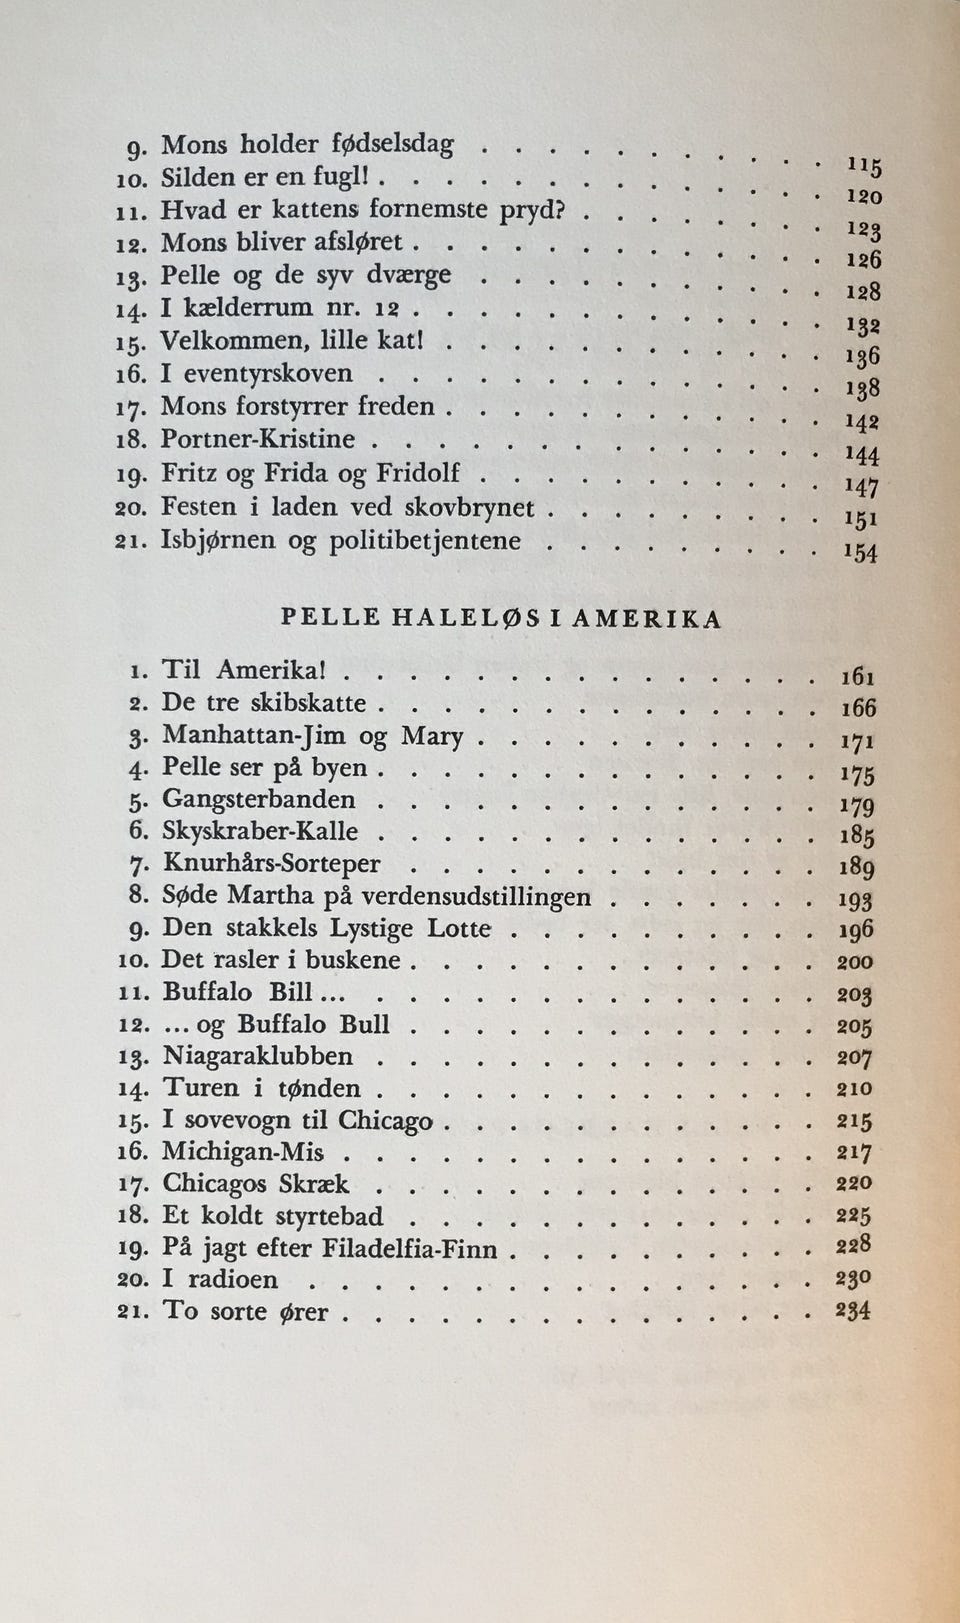 9. Mons holder fødselsdag . . . . . . . . . . . 115
10. Silden er en fugl! . . . . . . . . . . . . . . 120
11. Hvad er kattens fornemste pryd? . . . . . . . . 123
12. Mons bliver afsløret . . . . . . . . . . . . . 126
13. Pelle og de syv dværge . . . . . . . . . . . 128
14. I kælderrum nr. 12 . . . . . . . . . . . . . 132
15. Velkommen, lille kat! . . . . . . . . . . . . 136
16. I eventyrskoven . . . . . . . . . . . . . . 138
17. Mons forstyrrer freden . . . . . . . . . . . . 142
18. Portner-Kristine . . . . . . . . . . . . . . 144
19. Fritz og Frida og Fridolf . . . . . . . . . . . 147
20. Festen i laden ved skovbrynet . . . . . . . . . 151
21. Isbjørnen og politibetjentene . . . . . . . . . 154
PELLE HALELØS I AMERIKA
1. Til Amerika! . . . . . . . . . . . . . . . 161
2. De tre skibskatte . . . . . . . . . . . . . . 166
3. Manhattan-Jim og Mary . . . . . . . . . . . 171
4. Pelle ser på byen . . . . . . . . . . . . . . 175
5. Gangsterbanden . . . . . . . . . . . . . . 179
6. Skyskraber-Kalle . . . . . . . . . . . . . . 185
7. Knurhårs-Sorteper . . . . . . . . . . . . . . 189
8. Søde Martha på verdensudstillingen . . . . . . . 193
9. Den stakkels Lystige Lotte . . . . . . . . . . 196
10. Det rasler i buskene . . . . . . . . . . . . . 200
11. Buffalo Bill ... . . . . . . . . . . . . . . 203
12. ... og Buffalo Bull . . . . . . . . . . . . . 205
13. Niagaraklubben . . . . . . . . . . . . . . 207
14. Turen i tønden . . . . . . . . . . . . . . 210
15. I sovevogn til Chicago . . . . . . . . . . . . 215
16. Michigan-Mis . . . . . . . . . . . . . . . 217
17. Chicagos Skræk . . . . . . . . . . . . . . 220
18. Et koldt styrtebad . . . . . . . . . . . . . 225
19. På jagt efter Filadelfia-Finn . . . . . . . . . . 228
20. I radioen . . . . . . . . . . . . . . . . 230
21. To sorte ører . . . . . . . . . . . . . . . 234